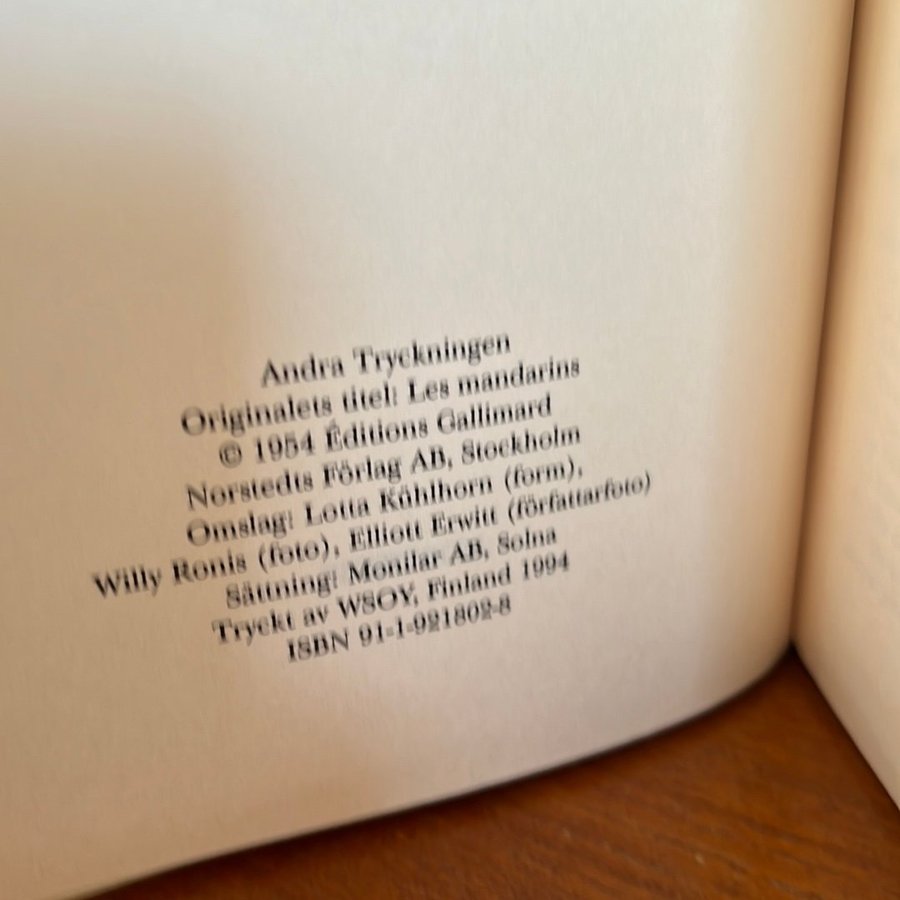 Andra Tryckningen
Originalets titel: Les mandarins
© 1954 Éditions Gallimard
Norstedts Förlag AB, Stockholm
Omslag: Lotta Kühlhorn (form),
Willy Ronis (foto), Elliott Erwitt (författarfoto)
Sättning: Monilar AB, Solna
Tryckt av WSOY, Finland 1994
ISBN 91-1-921802-8